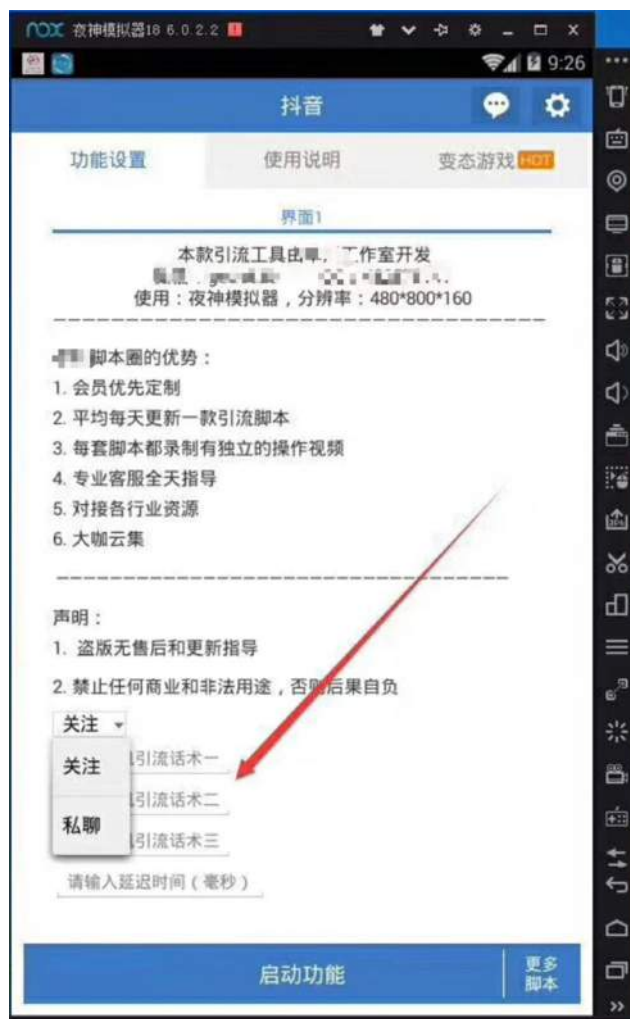 nox 夜神模拟器18 6.0.2.2
9:26
抖音
功能设置 使用说明 变态游戏 HOT
界面1
本款引流工具由 工作室开发
使用：夜神模拟器，分辨率：480*800*160
脚本圈的优势：
1. 会员优先定制
2. 平均每天更新一款引流脚本
3. 每套脚本都录制有独立的操作视频
4. 专业客服全天指导
5. 对接各行业资源
6. 大咖云集
声明：
1. 盗版无售后和更新指导
2. 禁止任何商业和非法用途，否则后果自负
关注
关注
引流话术一
引流话术二
私聊
引流话术三
请输入延迟时间（毫秒）
启动功能
更多
脚本